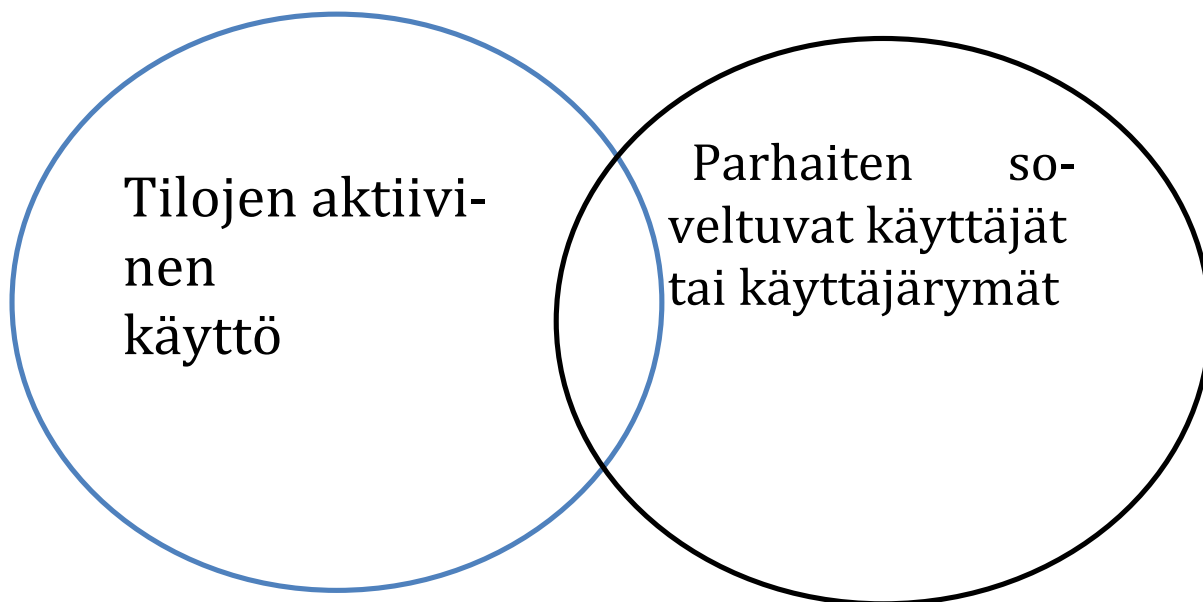 Tilojen aktiivi-
nen
käyttö
Parhaiten so-
veltuvat käyttäjät
tai käyttäjärymät